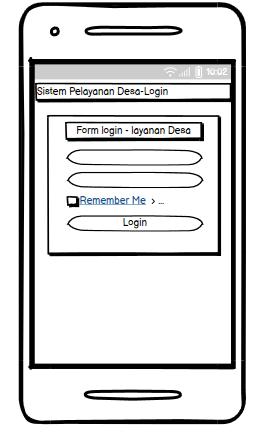 10:02
Sistem Pelayanan Desa-Login
Form login - layanan Desa
Remember Me > ...
Login